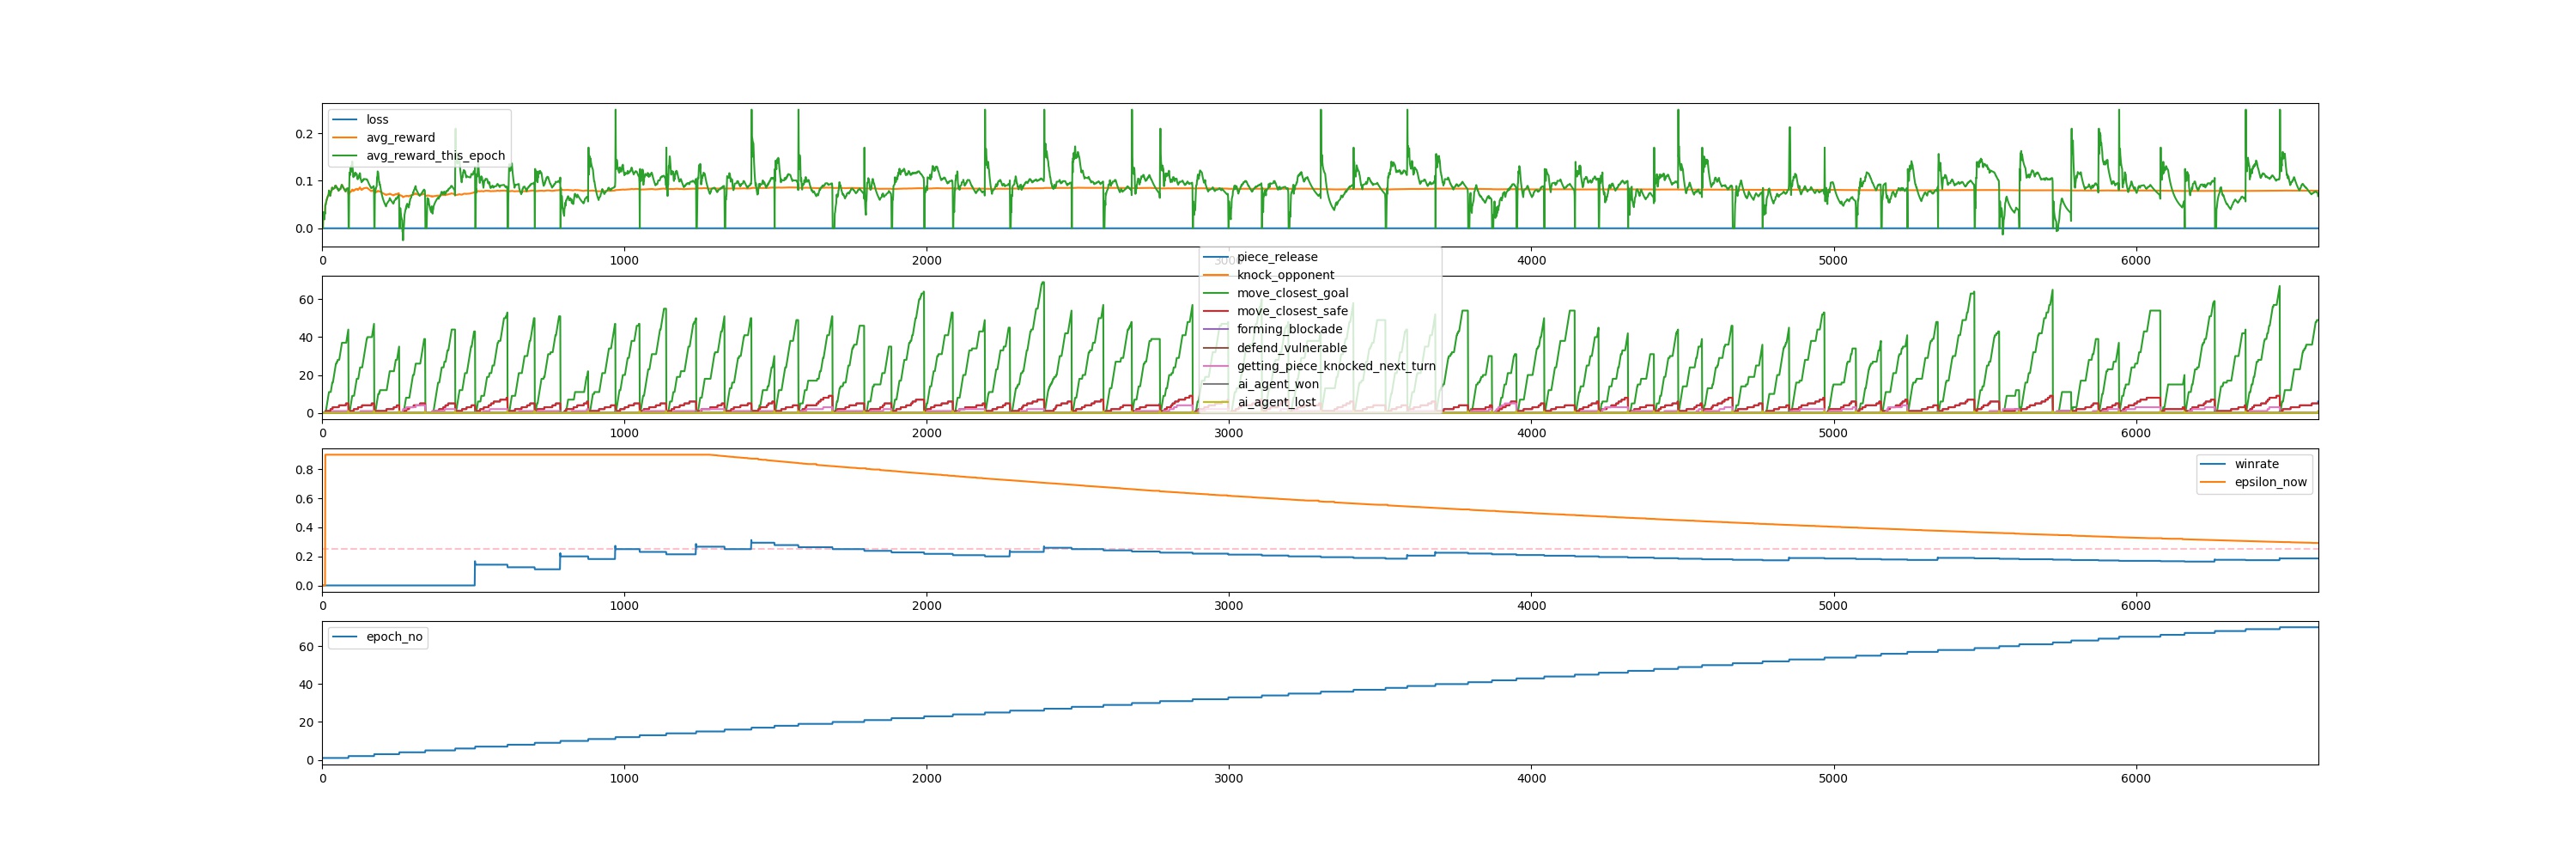 loss
avg_reward
avg_reward_this_epoch
0.2
0.1
0.0
0 1000 2000 3000 4000 5000 6000
piece_release
knock_opponent
move_closest_goal
move_closest_safe
forming_blockade
defend_vulnerable
getting_piece_knocked_next_turn
ai_agent_won
ai_agent_lost
60
40
20
0
0 1000 2000 3000 4000 5000 6000
winrate
epsilon_now
0.8
0.6
0.4
0.2
0.0
0 1000 2000 3000 4000 5000 6000
epoch_no
60
40
20
0
0 1000 2000 3000 4000 5000 6000